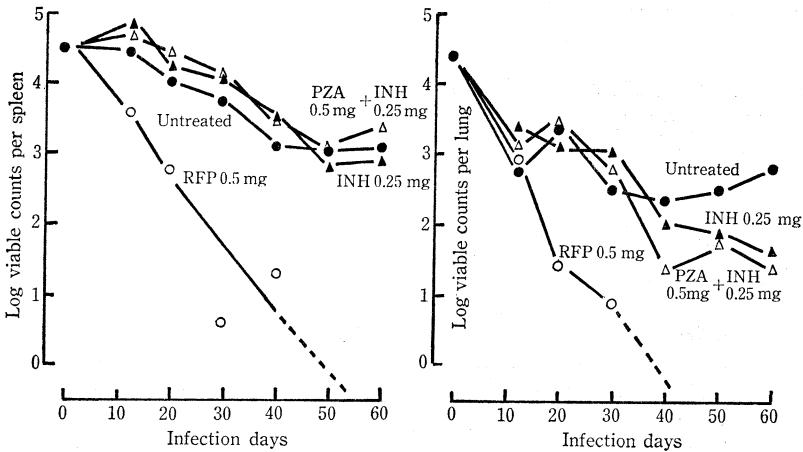 Log viable counts per spleen
5
4
3
2
1
0
0 10 20 30 40 50 60
Infection days
Untreated
RFP 0.5 mg
PZA + INH
0.5 mg 0.25 mg
INH 0.25 mg
Log viable counts per lung
5
4
3
2
1
0
0 10 20 30 40 50 60
Infection days
Untreated
INH 0.25 mg
RFP 0.5 mg
PZA + INH
0.5mg 0.25 mg